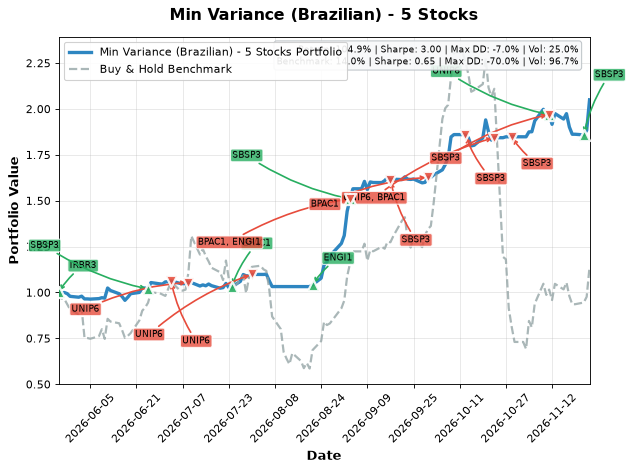 Min Variance (Brazilian) - 5 Stocks
Min Variance (Brazilian) - 5 Stocks Portfolio
Buy & Hold Benchmark
4.9% | Sharpe: 3.00 | Max DD: -7.0% | Vol: 25.0%
.0% | Sharpe: 0.65 | Max DD: -70.0% | Vol: 96.7%
UNIP6
SBSP3
SBSP3
SBSP3
SBSP3
SBSP3
BPAC1
UNIP6, BPAC1
SBSP3
BPAC1, ENGI1
SBSP3
IRBR3
ENGI1
UNIP6
UNIP6
UNIP6
Portfolio Value
2.25
2.00
1.75
1.50
1.25
1.00
0.75
0.50
2026-06-05
2026-06-21
2026-07-07
2026-07-23
2026-08-08
2026-08-24
2026-09-09
2026-09-25
2026-10-11
2026-10-27
2026-11-12
Date